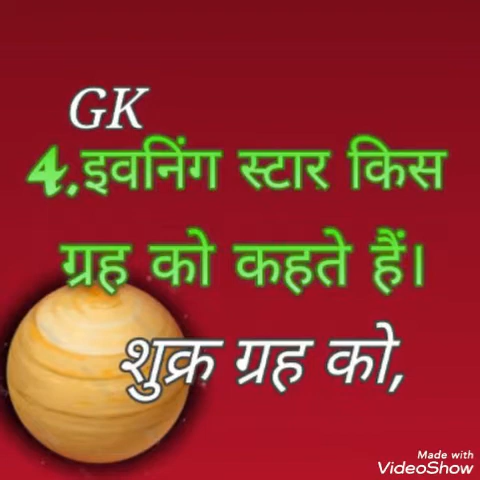 GK
4.इवनिंग स्टार किस
ग्रह को कहते हैं।
शुक्र ग्रह को,
Made with
VideoShow